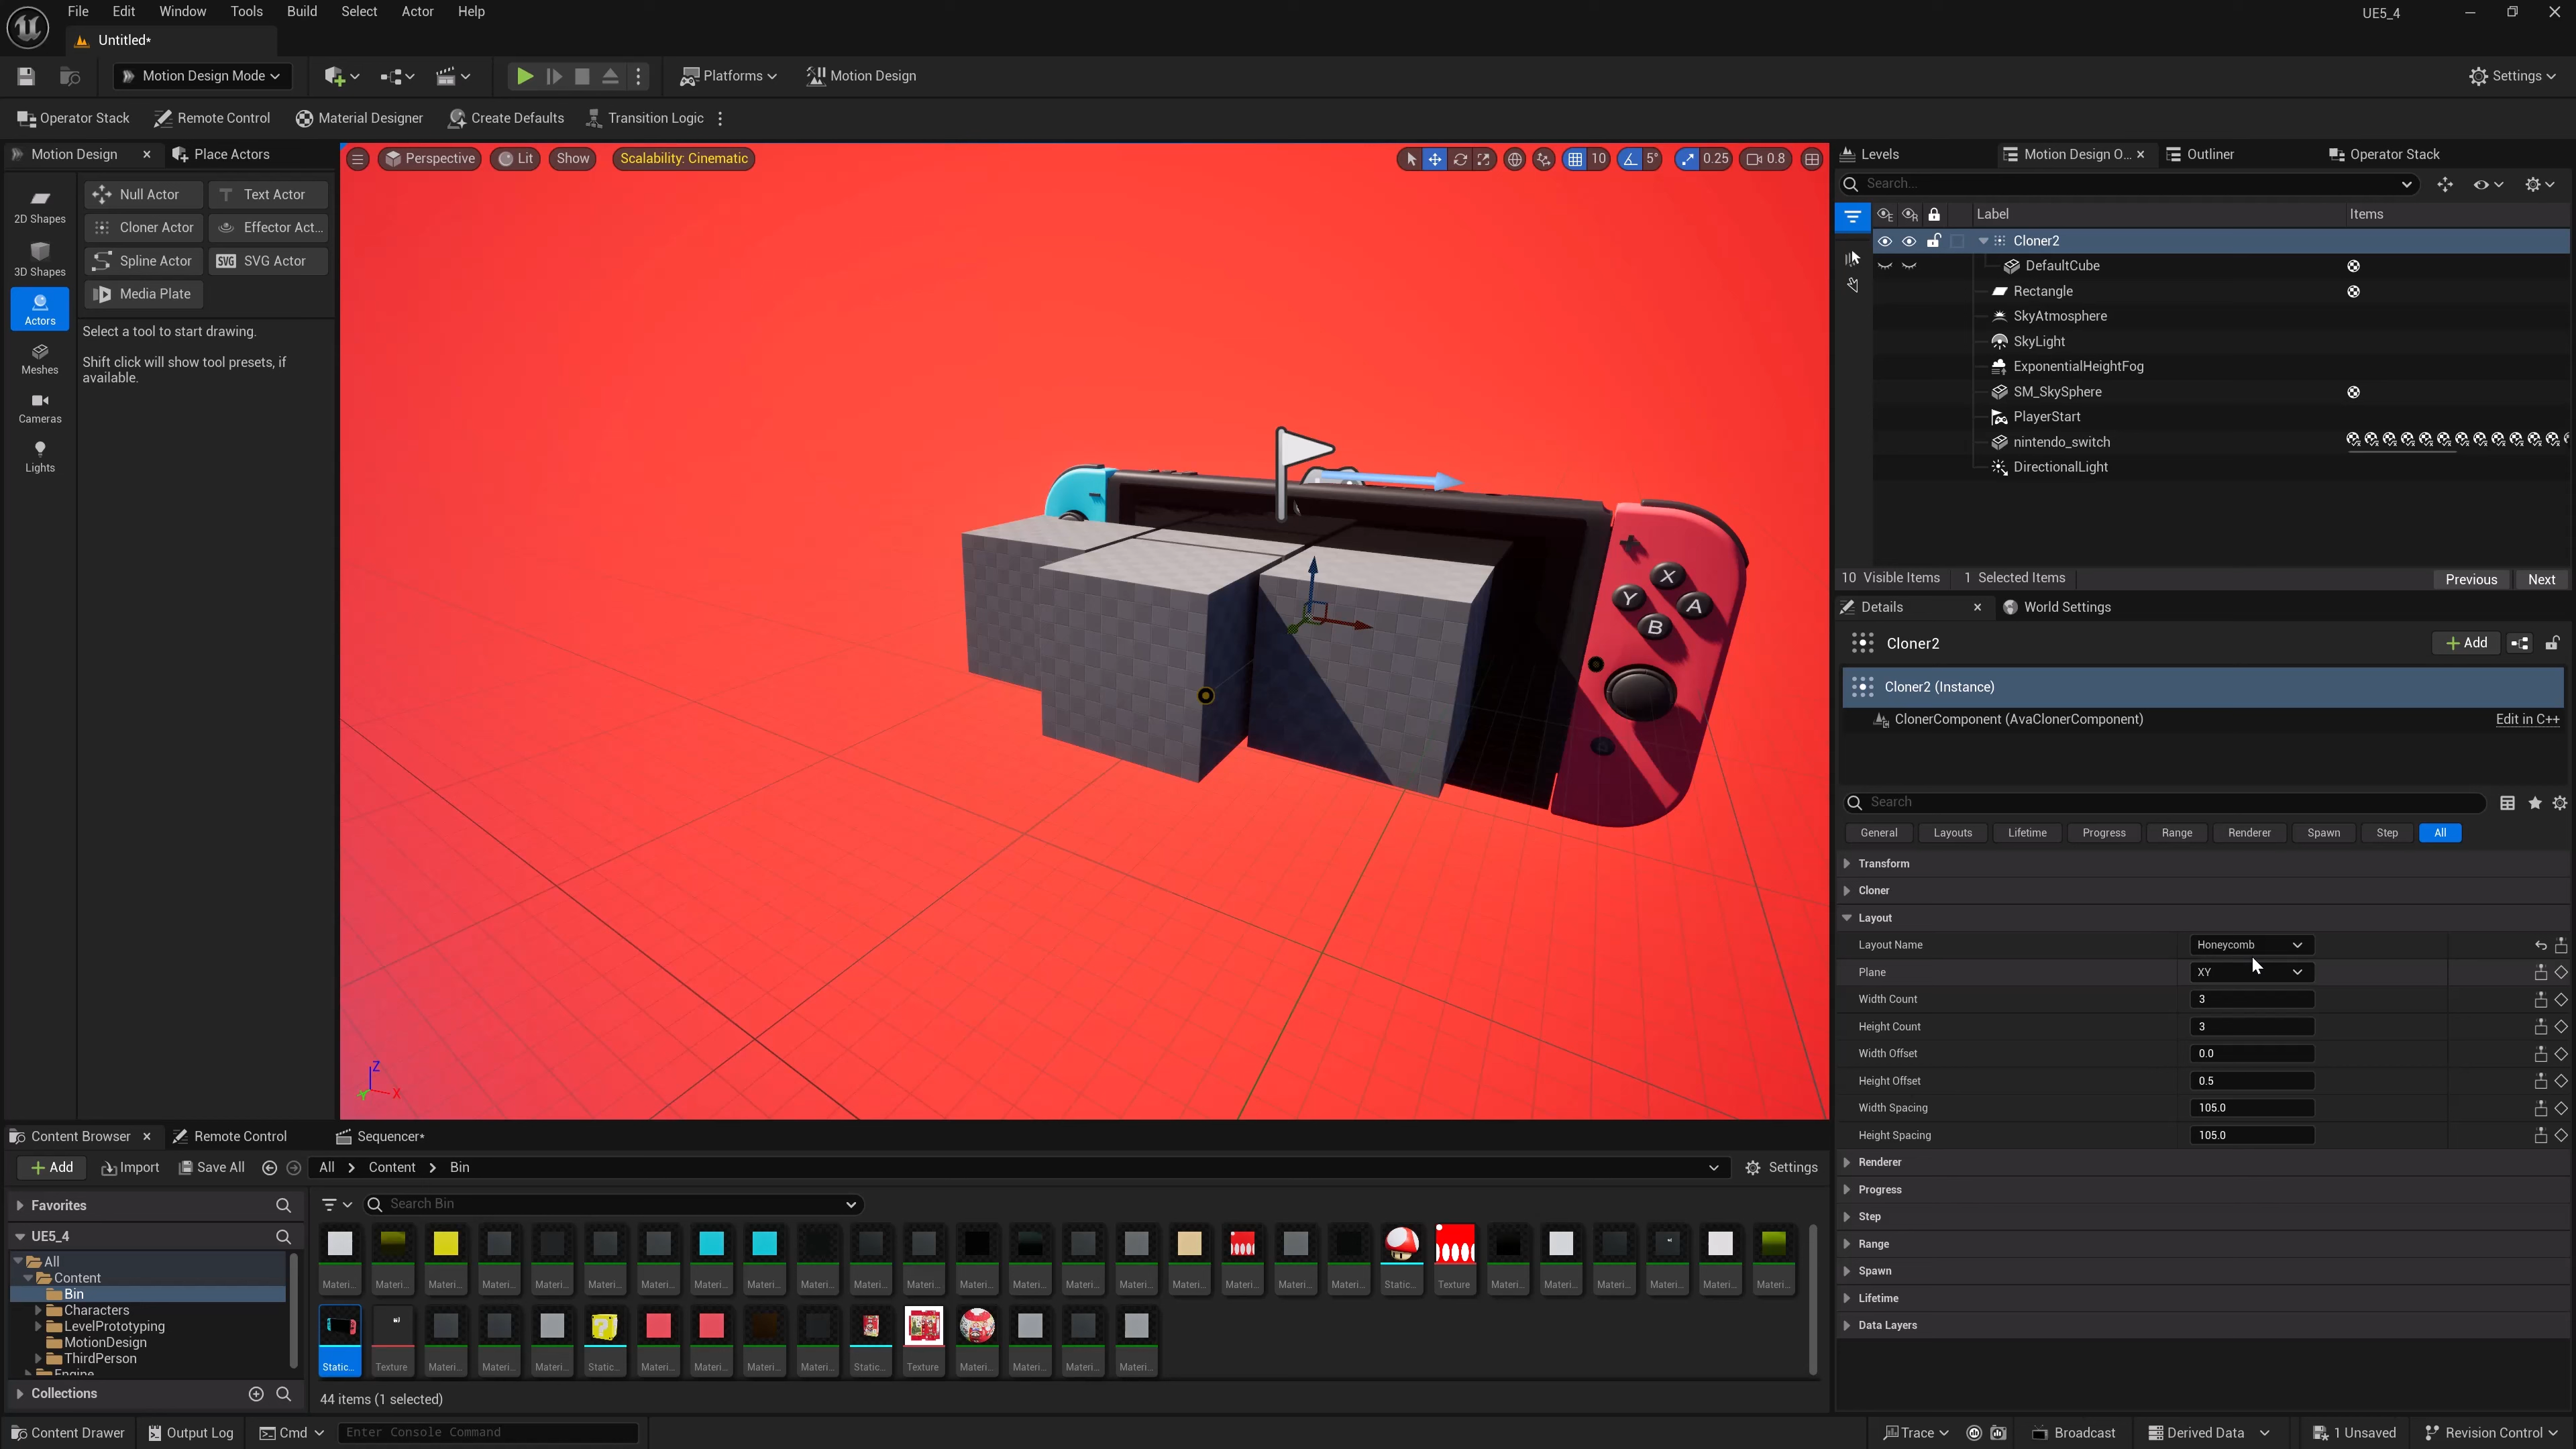 File Edit Window Tools Build Select Actor Help
UE5_4
Untitled*
Motion Design Mode
Platforms
Motion Design
Settings
Operator Stack
Remote Control
Material Designer
Create Defaults
Transition Logic
Motion Design
Place Actors
2D Shapes
3D Shapes
Actors
Meshes
Cameras
Lights
Null Actor
Text Actor
Cloner Actor
Effector Act...
Spline Actor
SVG SVG Actor
Media Plate
Select a tool to start drawing.
Shift click will show tool presets, if
available.
Perspective
Lit
Show
Scalability: Cinematic
10
5°
0.25
0.8
X
Y
A
B
Z
X
Y
Levels
Motion Design O...
Outliner
Operator Stack
Search...
Label
Items
Cloner2
DefaultCube
Rectangle
SkyAtmosphere
SkyLight
ExponentialHeightFog
SM_SkySphere
PlayerStart
nintendo_switch
DirectionalLight
10 Visible Items
1 Selected Items
Previous
Next
Details
World Settings
Cloner2
Add
Cloner2 (Instance)
ClonerComponent (AvaClonerComponent)
Edit in C++
Search
General
Layouts
Lifetime
Progress
Range
Renderer
Spawn
Step
All
Transform
Cloner
Layout
Layout Name Honeycomb
Plane XY
Width Count 3
Height Count 3
Width Offset 0.0
Height Offset 0.5
Width Spacing 105.0
Height Spacing 105.0
Renderer
Progress
Step
Range
Spawn
Lifetime
Data Layers
Content Browser
Remote Control
Sequencer*
Add
Import
Save All
All
Content
Bin
Settings
Favorites
UE5_4
All
Content
Bin
Characters
LevelPrototyping
MotionDesign
ThirdPerson
Engine
Collections
Search Bin
Materi... Materi... Materi... Materi... Materi... Materi... Materi... Materi... Materi... Materi... Materi... Materi... Materi... Materi... Materi... Materi... Materi... Materi... Materi... Materi... Static... Texture Materi... Materi... Materi... Materi... Materi... Materi...
Static... Texture Materi... Materi... Materi... Static... Materi... Materi... Materi... Materi... Static... Texture Materi... Materi... Materi... Materi...
44 items (1 selected)
Content Drawer
Output Log
Cmd
Enter Console Command
Trace
Broadcast
Derived Data
1 Unsaved
Revision Control